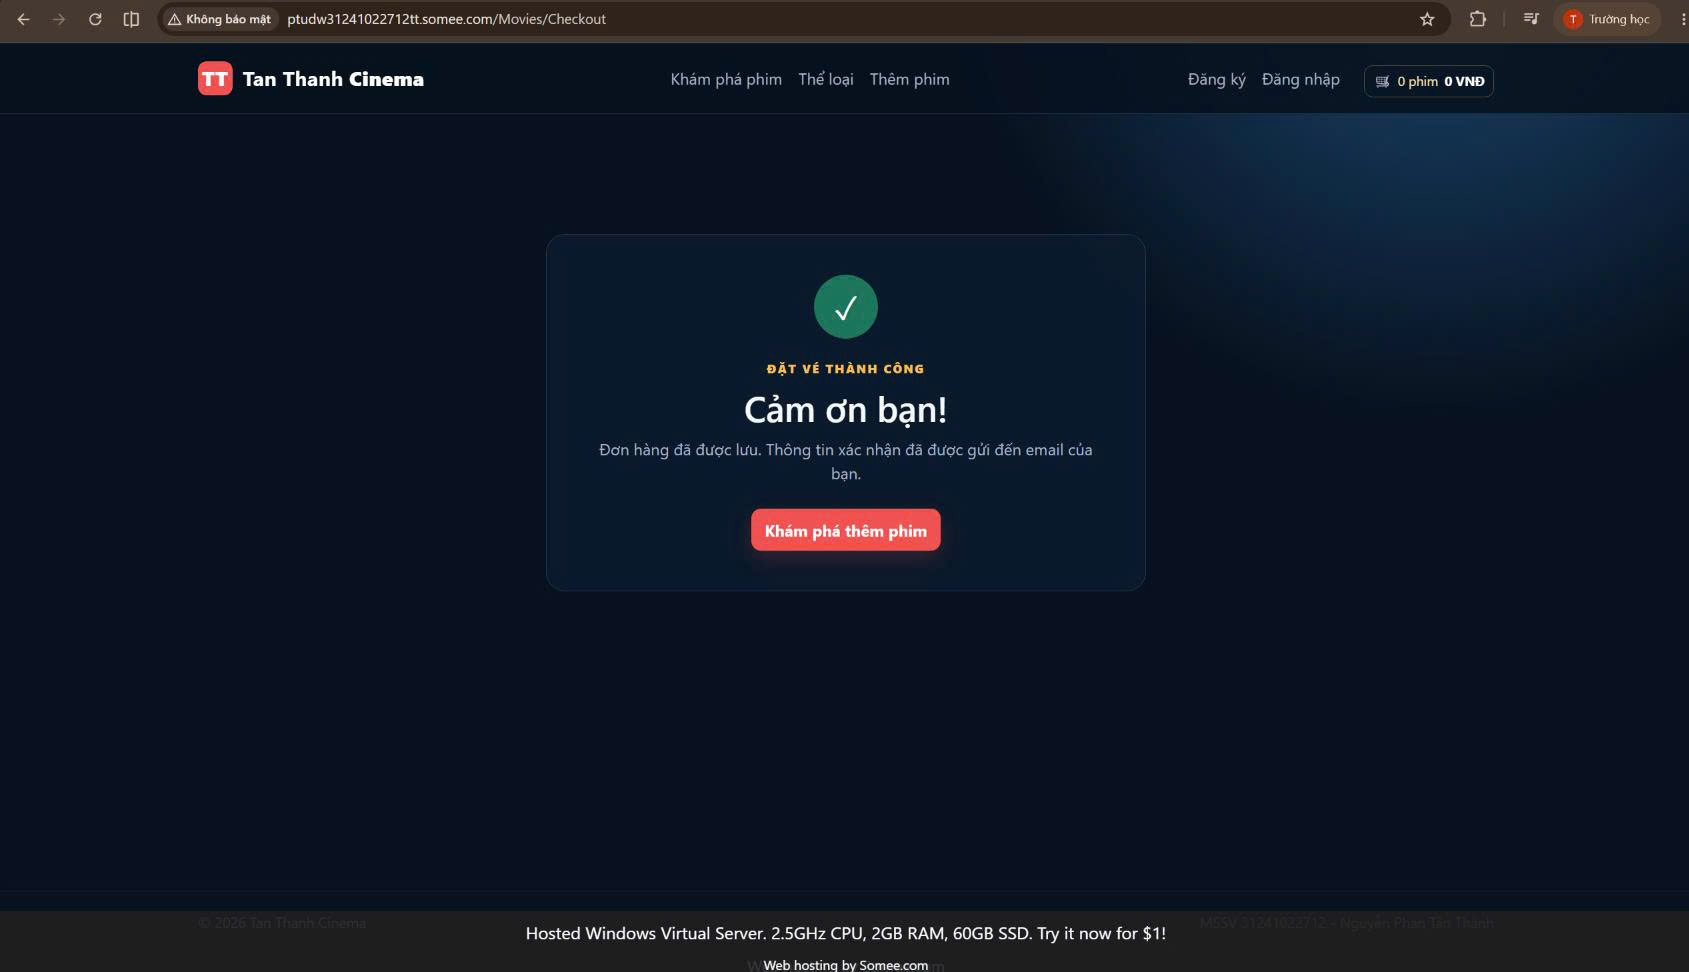 Không bảo mật
ptudw31241022712tt.somee.com/Movies/Checkout
T Trường học
TT Tan Thanh Cinema
Khám phá phim Thể loại Thêm phim
Đăng ký Đăng nhập
0 phim 0 VNĐ
✓
ĐẶT VÉ THÀNH CÔNG
Cảm ơn bạn!
Đơn hàng đã được lưu. Thông tin xác nhận đã được gửi đến email của
bạn.
Khám phá thêm phim
© 2026 Tan Thanh Cinema
MSSV 31241022712 - Nguyễn Phan Tấn Thành
Hosted Windows Virtual Server. 2.5GHz CPU, 2GB RAM, 60GB SSD. Try it now for $1!
Web hosting by Somee.com